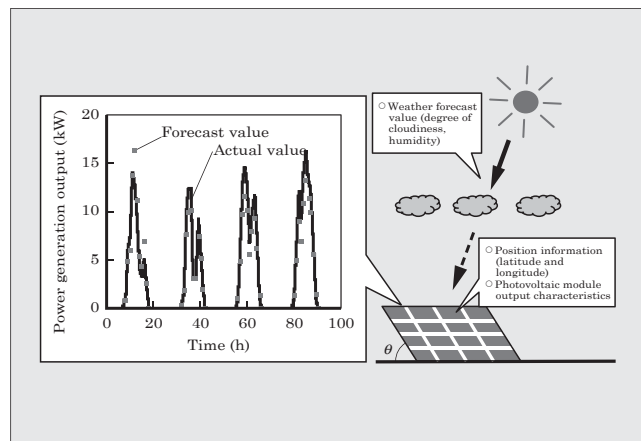 Power generation output (kW)
20
15
10
5
0
0
20
40
60
80
100
Time (h)
Forecast value
Actual value
○ Weather forecast
value (degree of
cloudiness,
humidity)
○ Position information
(latitude and
longitude)
○ Photovoltaic module
output characteristics
θ